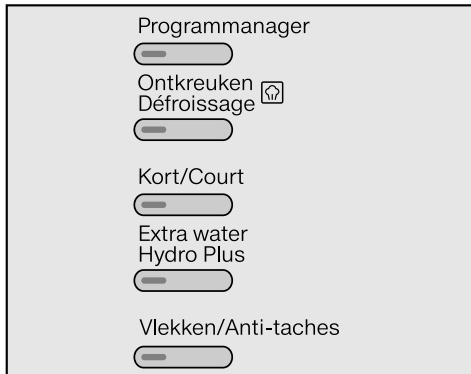 Programmanager
Ontkreuken
Défroissage
Kort/Court
Extra water
Hydro Plus
Vlekken/Anti-taches